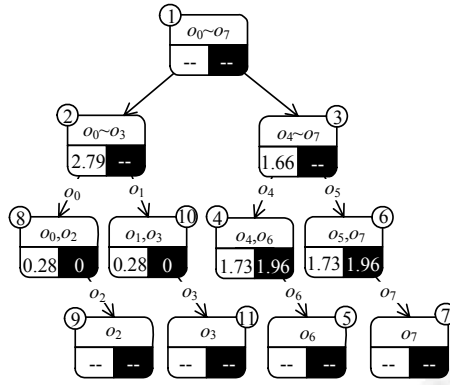 1
o0~o7
-- --
2 3
o0~o3 o4~o7
2.79 -- 1.66 --
o0 o1 o4 o5
8 10 4 6
o0,o2 o1,o3 o4,o6 o5,o7
0.28 0 0.28 0 1.73 1.96 1.73 1.96
o2 o3 o6 o7
9 11 5 7
o2 o3 o6 o7
-- -- -- -- -- -- -- --